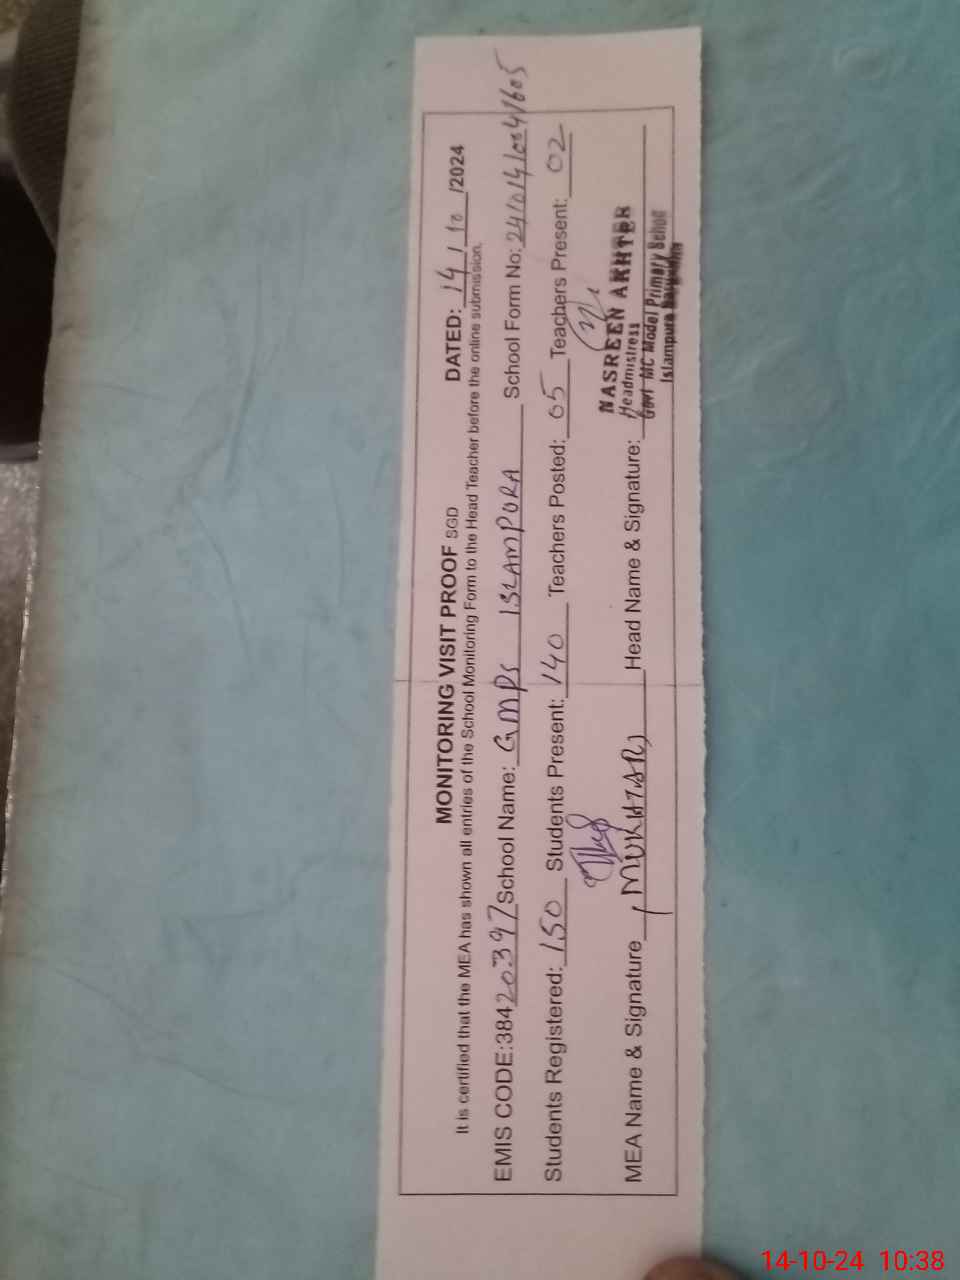 MONITORING VISIT PROOF SGD DATED: 14 / 10 /2024
It is certified that the MEA has shown all entries of the School Monitoring Form to the Head Teacher before the online submission.
EMIS CODE:38420397 School Name: GMPS ISLAMPURA School Form No:
Students Registered: 150 Students Present: 140 Teachers Posted: 05 Teachers Present: 02
MEA Name & Signature MUKHTAR Head Name & Signature:
NASREEN AKHTER
Headmistress
Govt MC Model Primary School
Islampura Sargodha
14-10-24 10:38